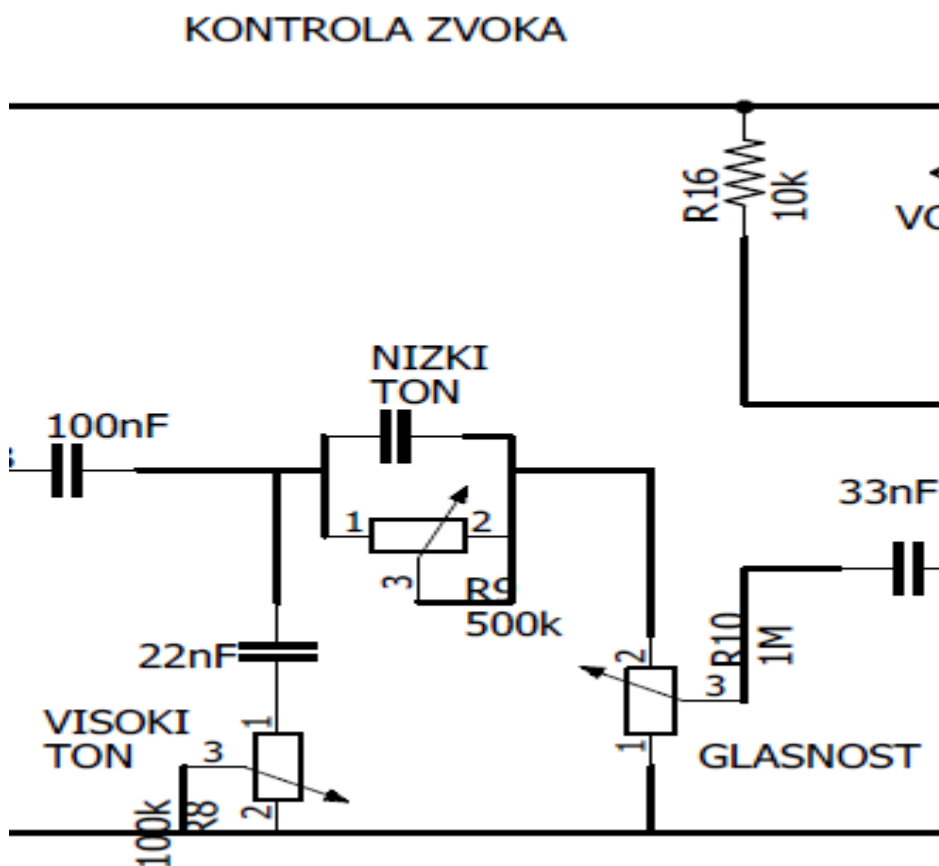 KONTROLA ZVOKA
R16
10k
NIZKI
TON
100nF
33nF
1
2
3
R9
500k
R10
1M
2
3
1
22nF
1
VISOKI
TON
3
GLASNOST
2
R8
100k